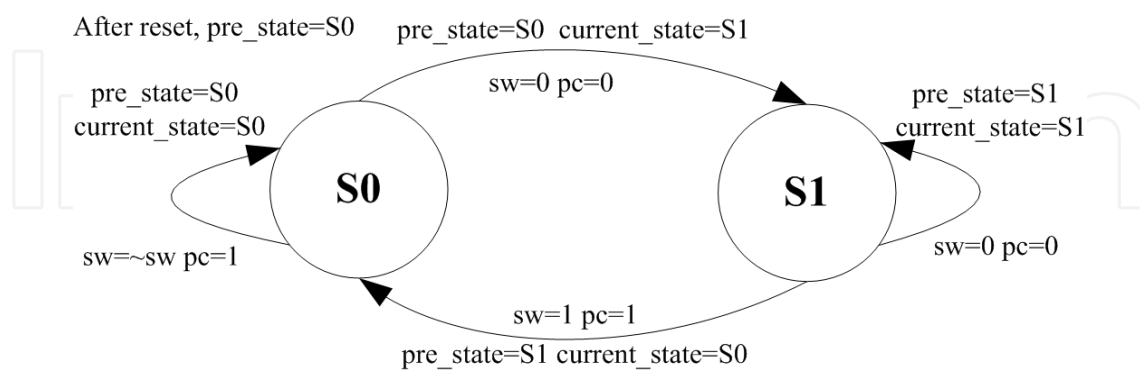 After reset, pre_state=S0
pre_state=S0 current_state=S1
sw=0 pc=0
pre_state=S0
current_state=S0
pre_state=S1
current_state=S1
S0
S1
sw=~sw pc=1
sw=0 pc=0
sw=1 pc=1
pre_state=S1 current_state=S0